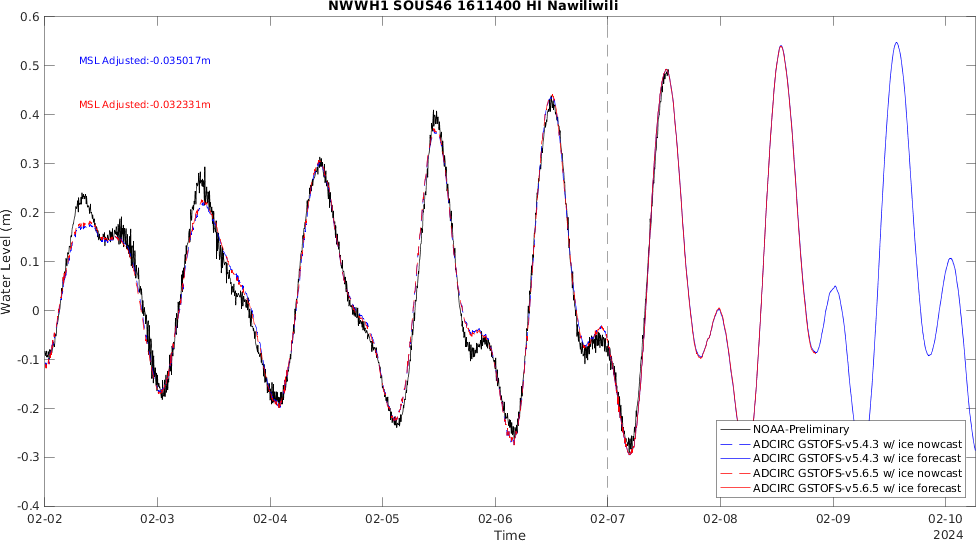 NWWH1 SOUS46 1611400 HI Nawiliwili
0.6
0.5
0.4
0.3
0.2
0.1
0
-0.1
-0.2
-0.3
-0.4
Water Level (m)
MSL Adjusted:-0.035017m
MSL Adjusted:-0.032331m
NOAA-Preliminary
ADCIRC GSTOFS-v5.4.3 w/ ice nowcast
ADCIRC GSTOFS-v5.4.3 w/ ice forecast
ADCIRC GSTOFS-v5.6.5 w/ ice nowcast
ADCIRC GSTOFS-v5.6.5 w/ ice forecast
02-02 02-03 02-04 02-05 02-06 02-07 02-08 02-09 02-10
Time
2024